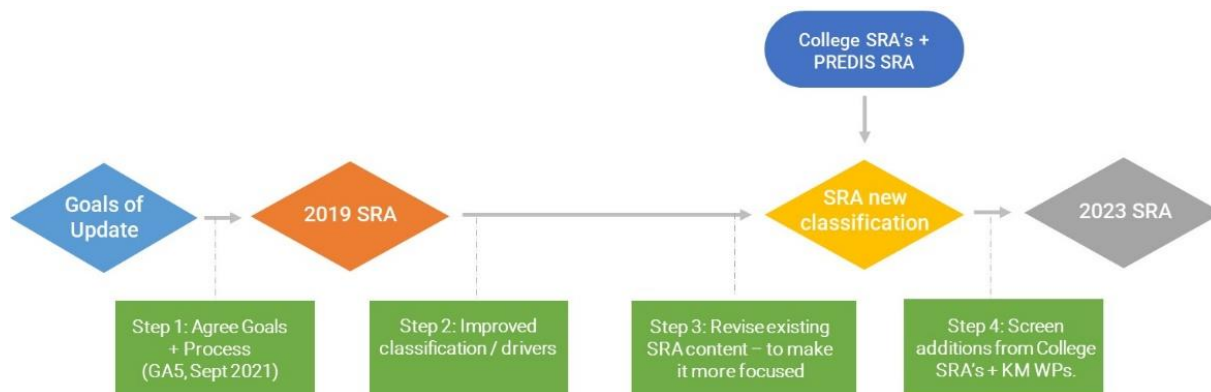 College SRA's +
PREDIS SRA
Goals of
Update
2019 SRA
SRA new
classification
2023 SRA
Step 1: Agree Goals
+ Process
(GA5, Sept 2021)
Step 2: Improved
classification / drivers
Step 3: Revise existing
SRA content – to make
it more focused
Step 4: Screen
additions from College
SRA's + KM WPs.